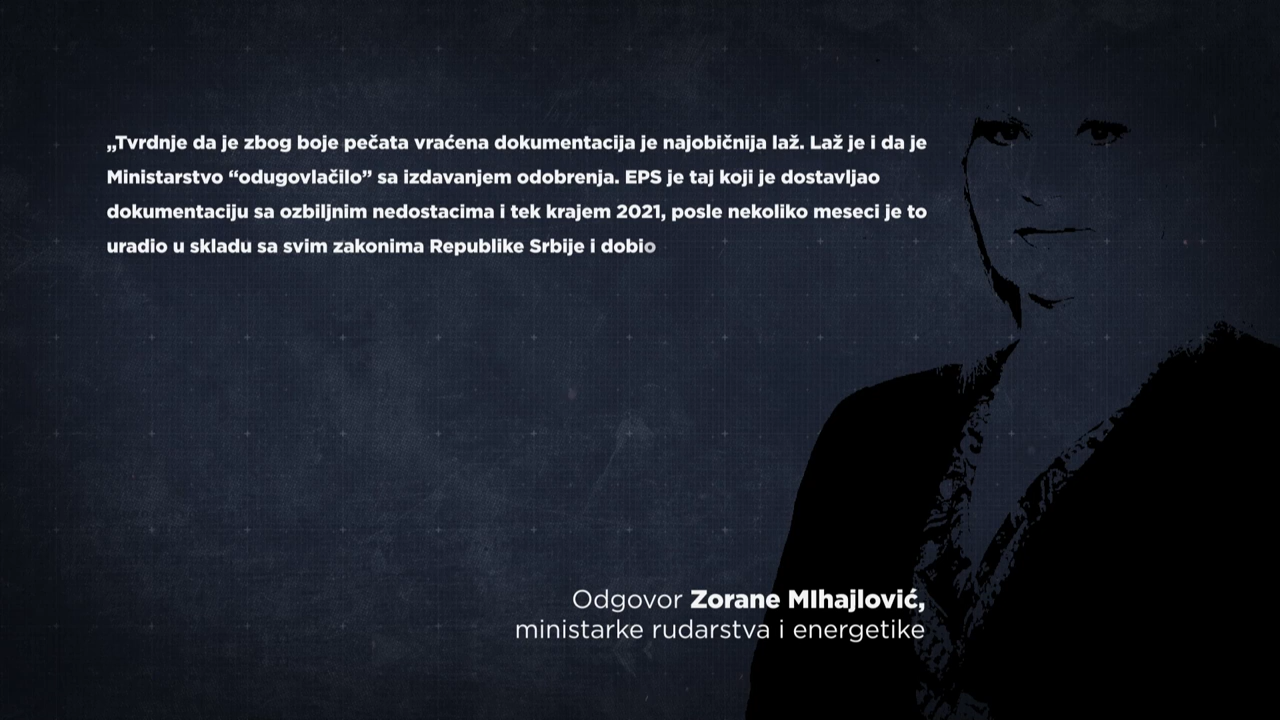 „Tvrdnje da je zbog boje pečata vraćena dokumentacija je najobičnija laž. Laž je i da je
Ministarstvo “odugovlačilo” sa izdavanjem odobrenja. EPS je taj koji je dostavljao
dokumentaciju sa ozbiljnim nedostacima i tek krajem 2021, posle nekoliko meseci je to
uradio u skladu sa svim zakonima Republike Srbije i dobio
Odgovor Zorane MIhajlović,
ministarke rudarstva i energetike